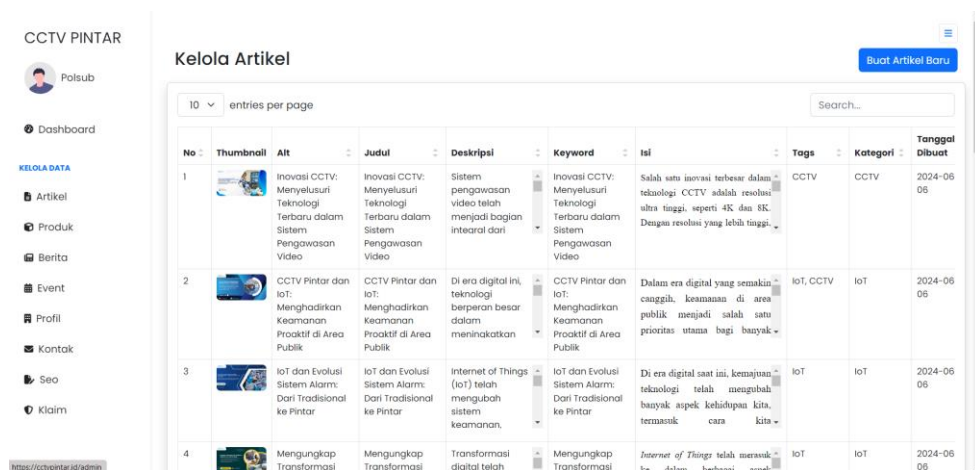 CCTV PINTAR
Polsub
Dashboard
KELOLA DATA
Artikel
Produk
Berita
Event
Profil
Kontak
Seo
Klaim
https://cctvpintar.id/admin
Kelola Artikel
Buat Artikel Baru
10 entries per page
Search...
No Thumbnail Alt Judul Deskripsi Keyword Isi Tags Kategori Tanggal Dibuat
1
Inovasi CCTV:
Menyelusuri
Teknologi
Terbaru dalam
Sistem
Pengawasan
Video
Inovasi CCTV:
Menyelusuri
Teknologi
Terbaru dalam
Sistem
Pengawasan
Video
Sistem
pengawasan
video telah
menjadi bagian
integral dari
Inovasi CCTV:
Menyelusuri
Teknologi
Terbaru dalam
Sistem
Pengawasan
Video
Salah satu inovasi terbesar dalam
teknologi CCTV adalah resolusi
ultra tinggi, seperti 4K dan 8K.
Dengan resolusi yang lebih tinggi,
CCTV
CCTV
2024-06
06
2
CCTV Pintar dan
IoT:
Menghadirkan
Keamanan
Proaktif di Area
Publik
CCTV Pintar dan
IoT:
Menghadirkan
Keamanan
Proaktif di Area
Publik
Di era digital ini,
teknologi
berperan besar
dalam
meningkatkan
CCTV Pintar dan
IoT:
Menghadirkan
Keamanan
Proaktif di Area
Publik
Dalam era digital yang semakin
canggih, keamanan di area
publik menjadi salah satu
prioritas utama bagi banyak
IoT, CCTV
IoT
2024-06
06
3
IoT dan Evolusi
Sistem Alarm:
Dari Tradisional
ke Pintar
IoT dan Evolusi
Sistem Alarm:
Dari Tradisional
ke Pintar
Internet of Things
(IoT) telah
mengubah
sistem
keamanan,
IoT dan Evolusi
Sistem Alarm:
Dari Tradisional
ke Pintar
Di era digital saat ini, kemajuan
teknologi telah mengubah
banyak aspek kehidupan kita,
termasuk cara kita
IoT
IoT
2024-06
06
4
Mengungkap
Transformasi
Mengungkap
Transformasi
Transformasi
digital telah
Mengungkap
Transformasi
Internet of Things telah merasuk
ke dalam berbagai aspek
IoT
IoT
2024-06
06